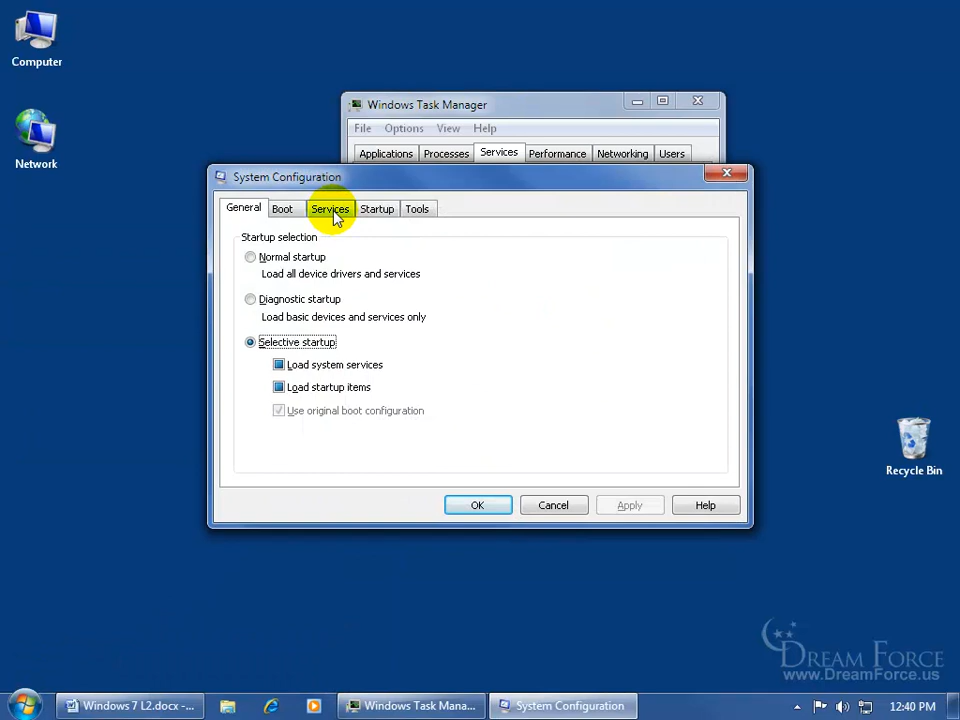 Computer
Network
Windows Task Manager
File Options View Help
Applications Processes Services Performance Networking Users
System Configuration
General Boot Services Startup Tools
Startup selection
Normal startup
Load all device drivers and services
Diagnostic startup
Load basic devices and services only
Selective startup
Load system services
Load startup items
Use original boot configuration
OK Cancel Apply Help
Recycle Bin
DREAM FORCE
www.DreamForce.us
Windows 7 L2.docx -... Windows Task Mana... System Configuration 12:40 PM